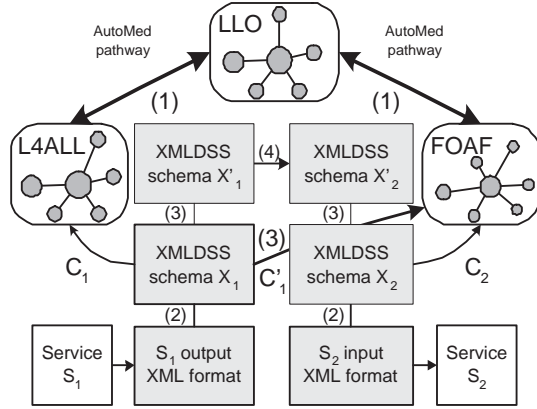 LLO
AutoMed
pathway
AutoMed
pathway
(1)
(1)
L4ALL
FOAF
XMLDSS
schema X'1
(4)
XMLDSS
schema X'2
(3)
(3)
(3)
C1
XMLDSS
schema X1
C'1
XMLDSS
schema X2
C2
(2)
(2)
Service
S1
S1 output
XML format
S2 input
XML format
Service
S2